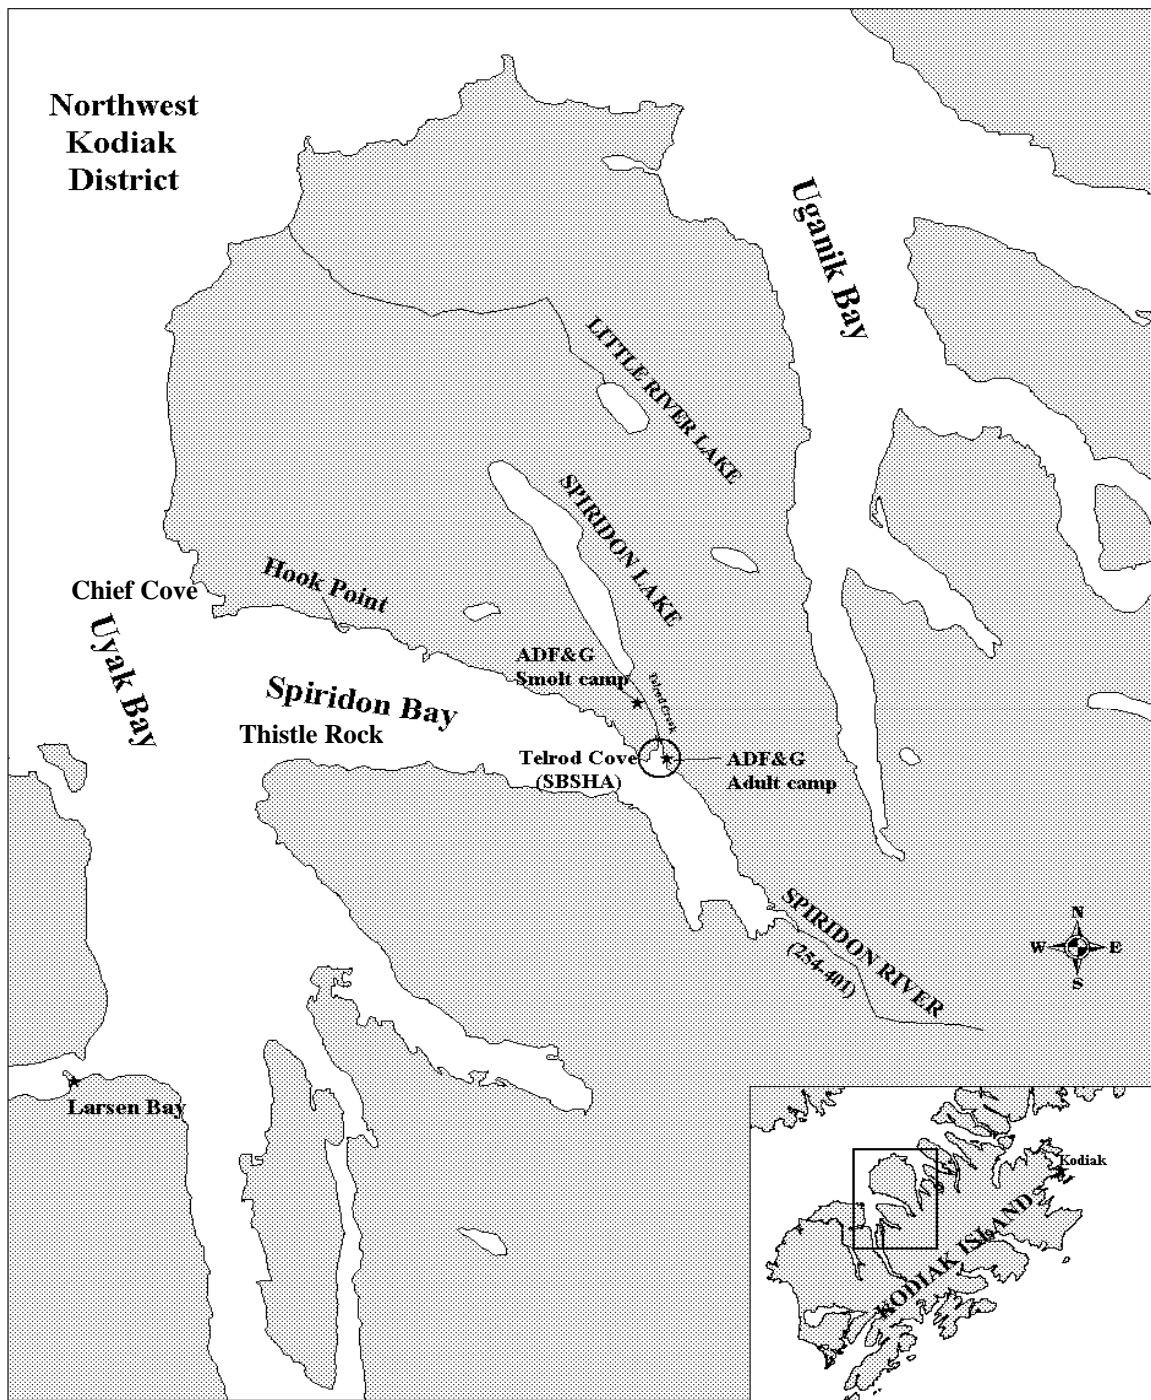 Northwest
Kodiak
District
Uganik Bay
LITTLE RIVER LAKE
SPIRIDON LAKE
Hook Point
Chief Cove
Uyak Bay
ADF&G
Smolt camp
Telrod Creek
Spiridon Bay
Thistle Rock
Telrod Cove
(SBSHA)
ADF&G
Adult camp
SPIRIDON RIVER
(254-401)
N
W E
S
Larsen Bay
Kodiak
KODIAK ISLAND